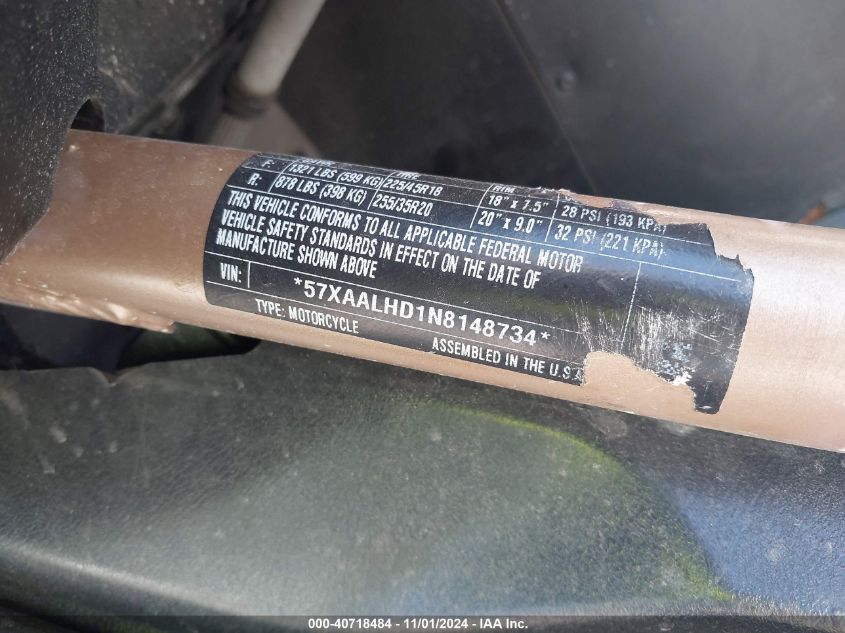 F: 1321 LBS (599 KG) 225/45R18 18" x 7.5" 28 PSI (193 KPA)
R: 878 LBS (398 KG) 255/35R20 20" x 9.0" 32 PSI (221 KPA)
THIS VEHICLE CONFORMS TO ALL APPLICABLE FEDERAL MOTOR
VEHICLE SAFETY STANDARDS IN EFFECT ON THE DATE OF
MANUFACTURE SHOWN ABOVE
VIN: *57XAALHD1N8148734*
TYPE: MOTORCYCLE ASSEMBLED IN THE U.S.A
000-40718484 - 11/01/2024 - IAA Inc.